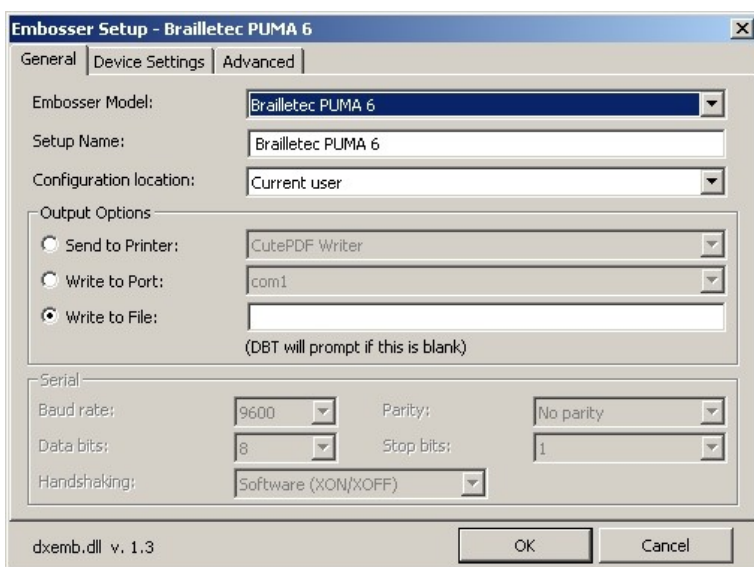 Embosser Setup - Brailletec PUMA 6
General Device Settings Advanced
Embosser Model: Brailletec PUMA 6
Setup Name: Brailletec PUMA 6
Configuration location: Current user
Output Options
Send to Printer: CutePDF Writer
Write to Port: com1
Write to File:
(DBT will prompt if this is blank)
Serial
Baud rate: 9600 Parity: No parity
Data bits: 8 Stop bits: 1
Handshaking: Software (XON/XOFF)
dxemb.dll v. 1.3 OK Cancel